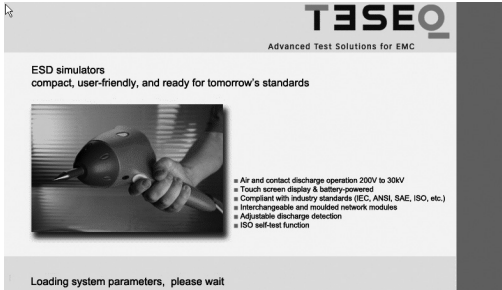 TESEQ
Advanced Test Solutions for EMC
ESD simulators
compact, user-friendly, and ready for tomorrow's standards
Air and contact discharge operation 200V to 30kV
Touch screen display & battery-powered
Compliant with industry standards (IEC, ANSI, SAE, ISO, etc.)
Interchangeable and moulded network modules
Adjustable discharge detection
ISO self-test function
Loading system parameters, please wait